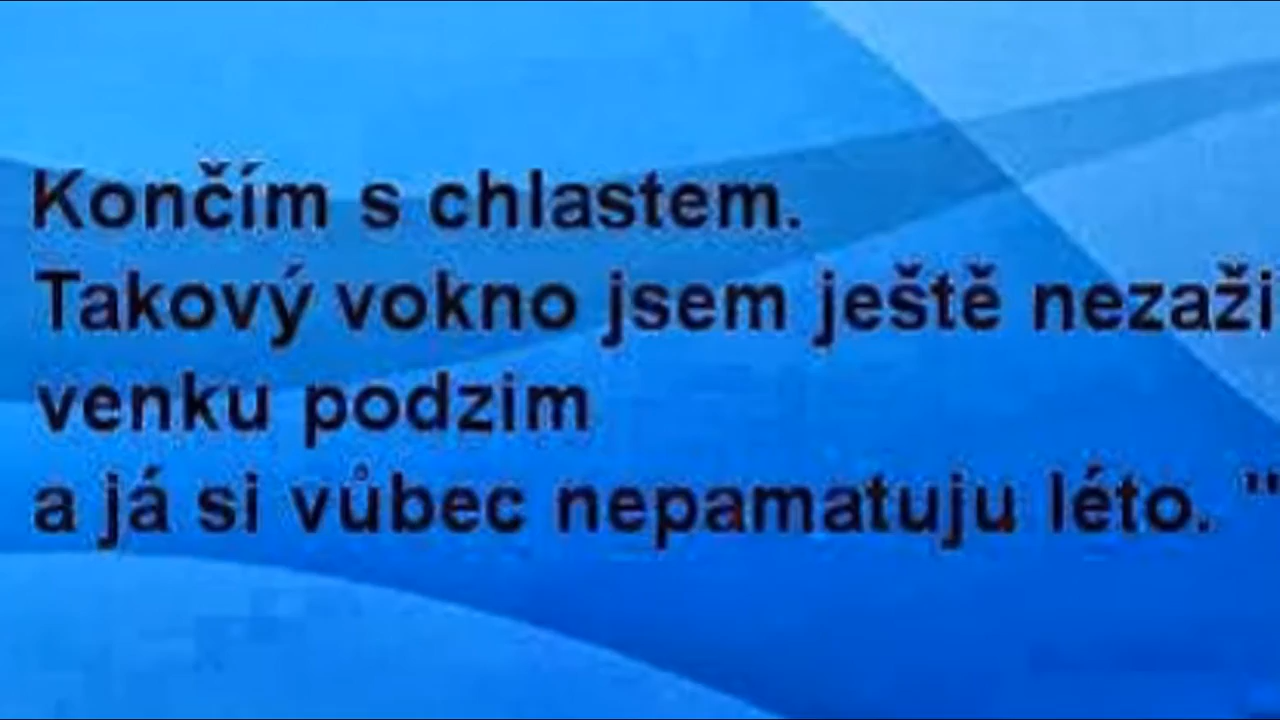 Končím s chlastem.
Takový vokno jsem ještě nezaži
venku podzim
a já si vůbec nepamatuju léto. "